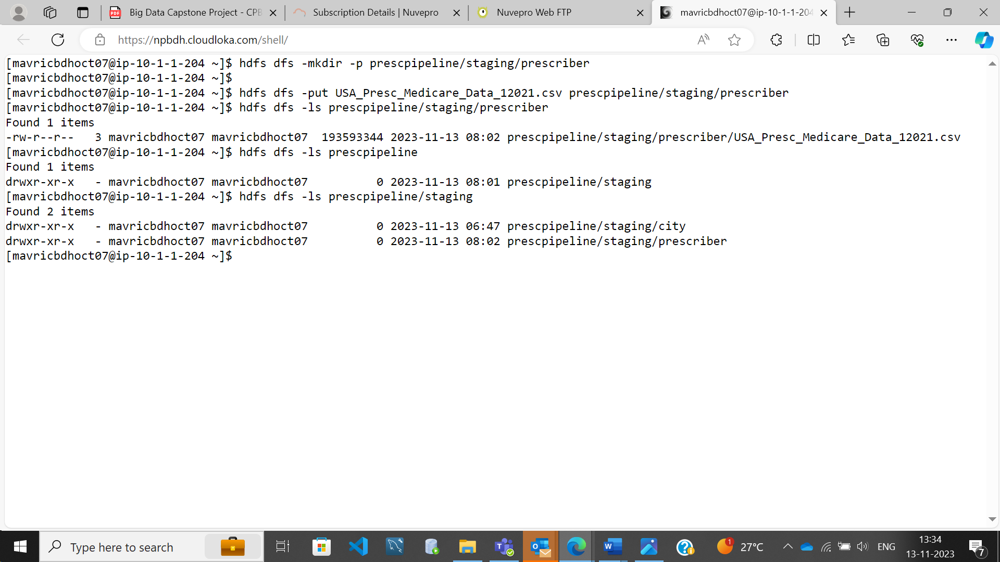 Big Data Capstone Project - CPB
Subscription Details | Nuvepro
Nuvepro Web FTP
mavricbdhoct07@ip-10-1-1-204
https://npbdh.cloudloka.com/shell/
[mavricbdhoct07@ip-10-1-1-204 ~]$ hdfs dfs -mkdir -p prescpipeline/staging/prescriber
[mavricbdhoct07@ip-10-1-1-204 ~]$
[mavricbdhoct07@ip-10-1-1-204 ~]$ hdfs dfs -put USA_Presc_Medicare_Data_12021.csv prescpipeline/staging/prescriber
[mavricbdhoct07@ip-10-1-1-204 ~]$ hdfs dfs -ls prescpipeline/staging/prescriber
Found 1 items
-rw-r--r--   3 mavricbdhoct07 mavricbdhoct07  193593344 2023-11-13 08:02 prescpipeline/staging/prescriber/USA_Presc_Medicare_Data_12021.csv
[mavricbdhoct07@ip-10-1-1-204 ~]$ hdfs dfs -ls prescpipeline
Found 1 items
drwxr-xr-x   - mavricbdhoct07 mavricbdhoct07          0 2023-11-13 08:01 prescpipeline/staging
[mavricbdhoct07@ip-10-1-1-204 ~]$ hdfs dfs -ls prescpipeline/staging
Found 2 items
drwxr-xr-x   - mavricbdhoct07 mavricbdhoct07          0 2023-11-13 06:47 prescpipeline/staging/city
drwxr-xr-x   - mavricbdhoct07 mavricbdhoct07          0 2023-11-13 08:02 prescpipeline/staging/prescriber
[mavricbdhoct07@ip-10-1-1-204 ~]$
Type here to search
1
27°C
ENG
13:34
13-11-2023
7